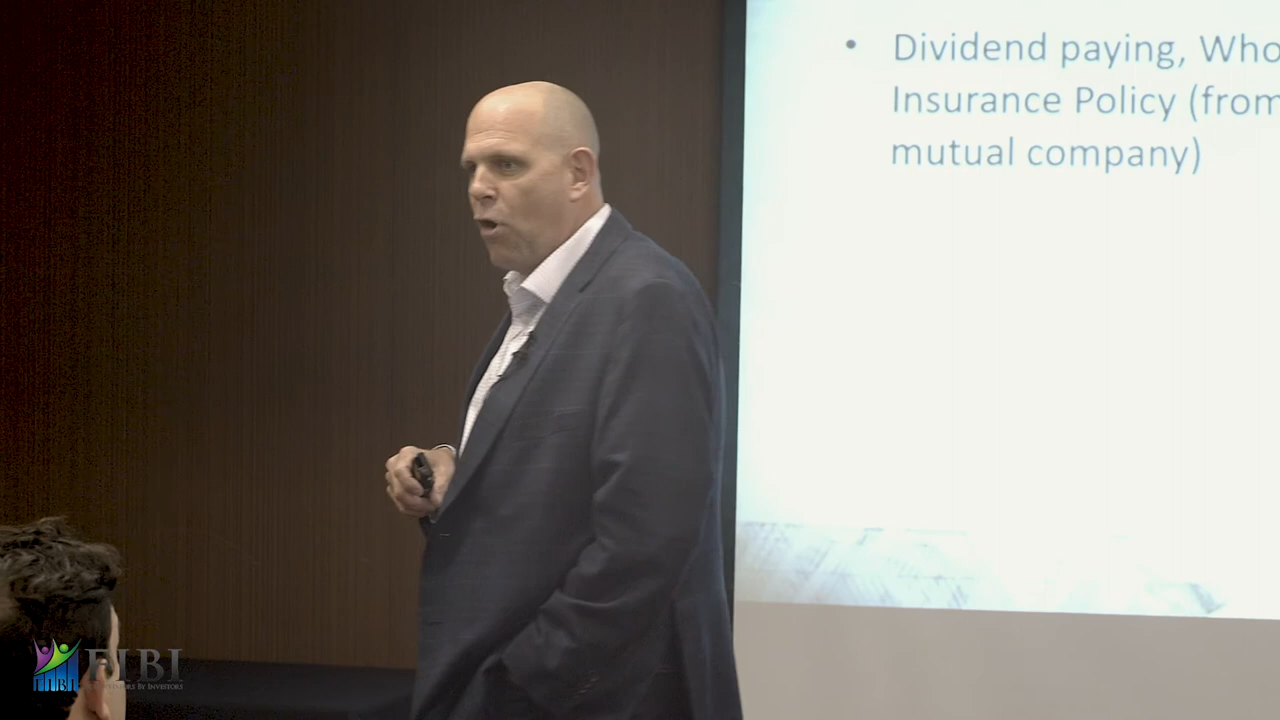 • Dividend paying, Who
Insurance Policy (from
mutual company)
FIBI